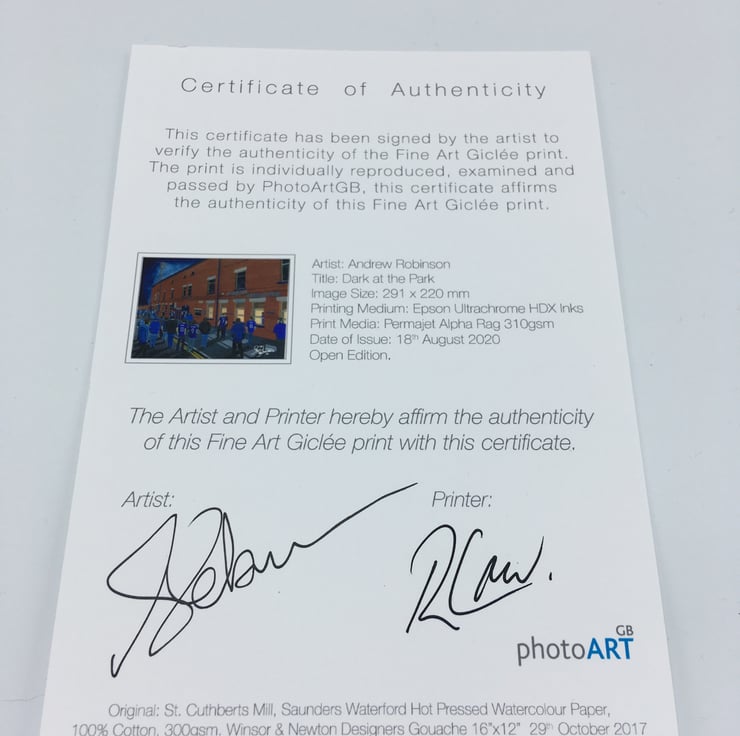 Certificate of Authenticity
This certificate has been signed by the artist to
verify the authenticity of the Fine Art Giclée print.
The print is individually reproduced, examined and
passed by PhotoArtGB, this certificate affirms
the authenticity of this Fine Art Giclée print.
Artist: Andrew Robinson
Title: Dark at the Park
Image Size: 291 x 220 mm
Printing Medium: Epson Ultrachrome HDX Inks
Print Media: Permajet Alpha Rag 310gsm
Date of Issue: 18th August 2020
Open Edition.
The Artist and Printer hereby affirm the authenticity
of this Fine Art Giclée print with this certificate.
Artist:
Printer:
photoART GB
Original: St. Cuthberts Mill, Saunders Waterford Hot Pressed Watercolour Paper,
100% Cotton, 300gsm, Winsor & Newton Designers Gouache 16"x12" 29th October 2017